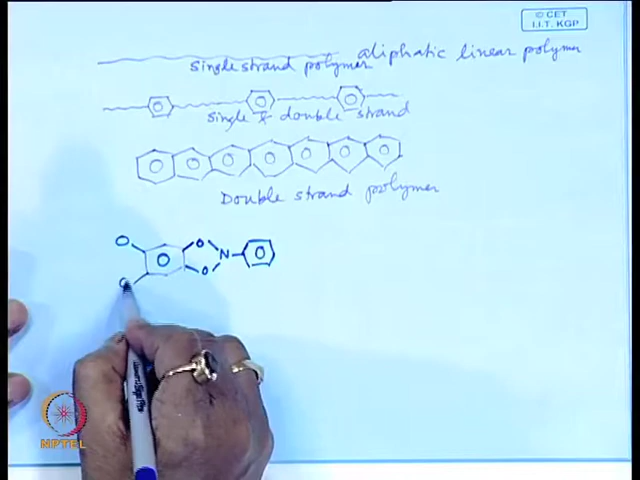 © CET
I.I.T. KGP
aliphatic linear polymer
Single strand polymer
Single & double strand
Double strand polymer
O O
N
O O
NPTEL